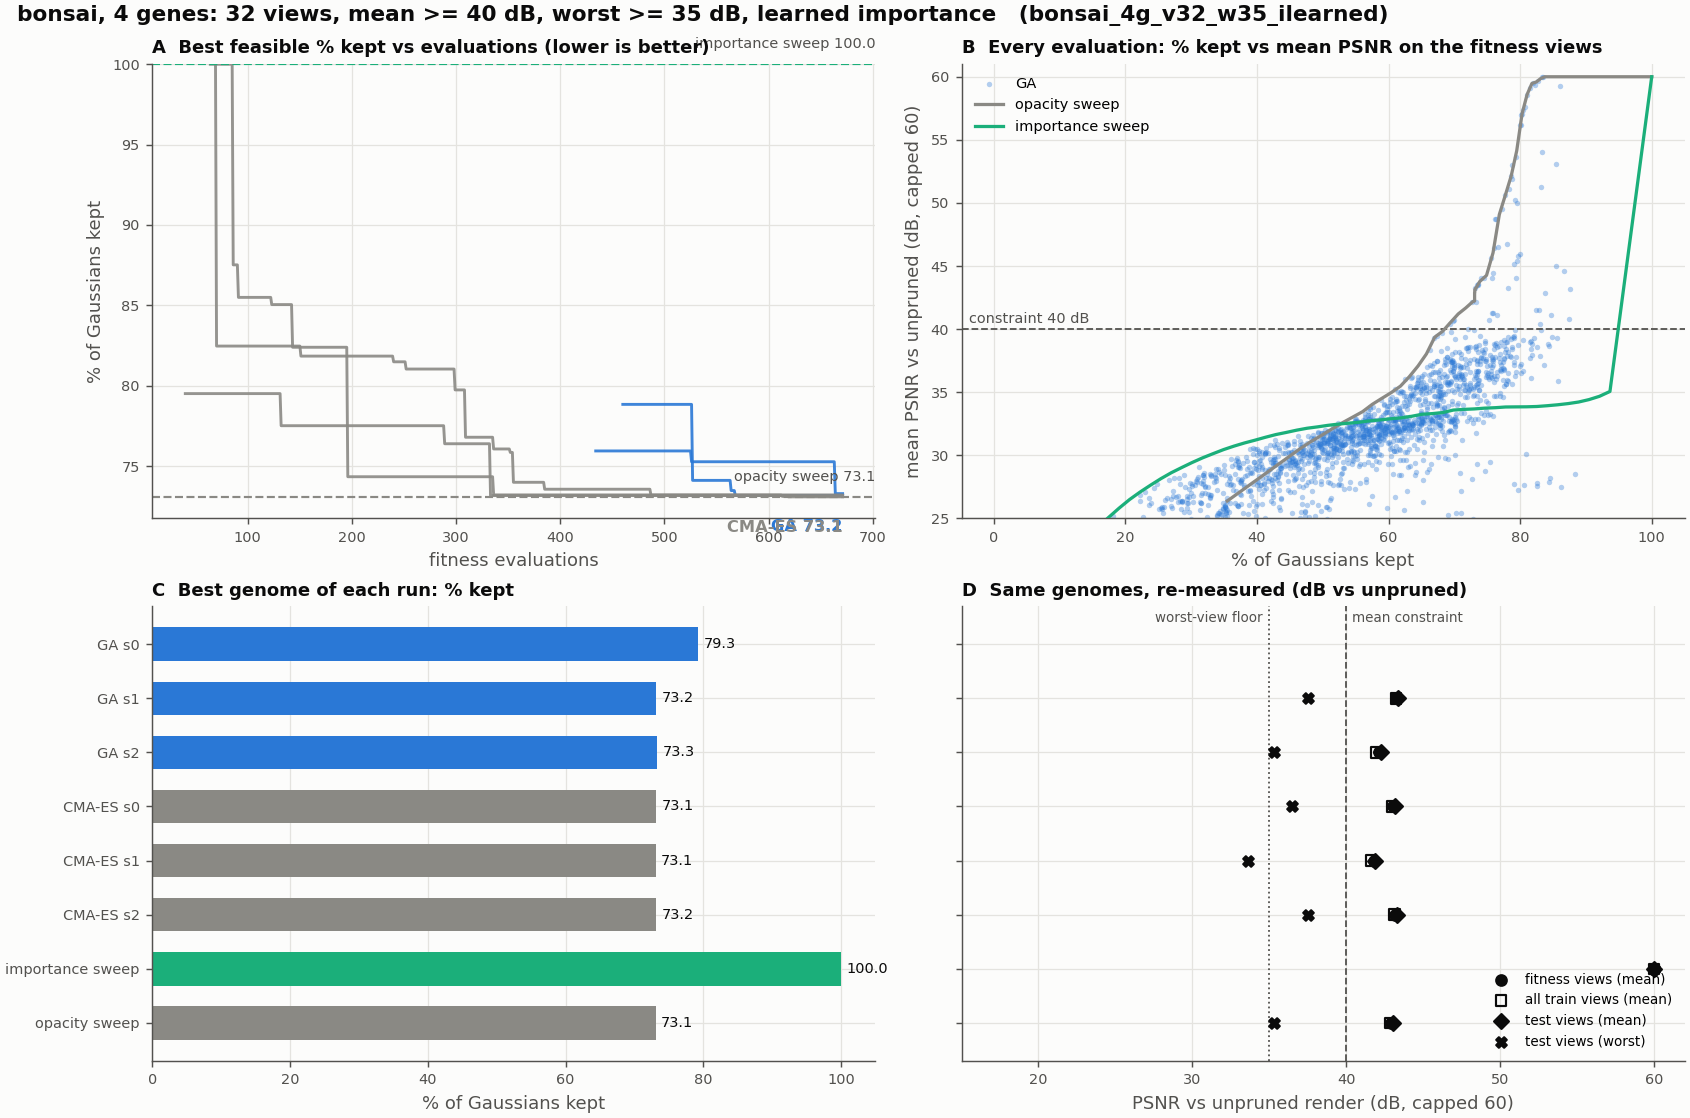 bonsai, 4 genes: 32 views, mean >= 40 dB, worst >= 35 dB, learned importance (bonsai_4g_v32_w35_ilearned)
A Best feasible % kept vs evaluations (lower is better)
importance sweep 100.0
100
95
90
85
80
75
% of Gaussians kept
opacity sweep 73.1
CMA-ES 73.1
GA 73.2
100
200
300
400
500
600
700
fitness evaluations
B Every evaluation: % kept vs mean PSNR on the fitness views
GA
opacity sweep
importance sweep
60
55
50
45
40
35
30
25
mean PSNR vs unpruned (dB, capped 60)
constraint 40 dB
0
20
40
60
80
100
% of Gaussians kept
C Best genome of each run: % kept
GA s0
79.3
GA s1
73.2
GA s2
73.3
CMA-ES s0
73.1
CMA-ES s1
73.1
CMA-ES s2
73.2
importance sweep
100.0
opacity sweep
73.1
0
20
40
60
80
100
% of Gaussians kept
D Same genomes, re-measured (dB vs unpruned)
worst-view floor
mean constraint
fitness views (mean)
all train views (mean)
test views (mean)
test views (worst)
20
30
40
50
60
PSNR vs unpruned render (dB, capped 60)